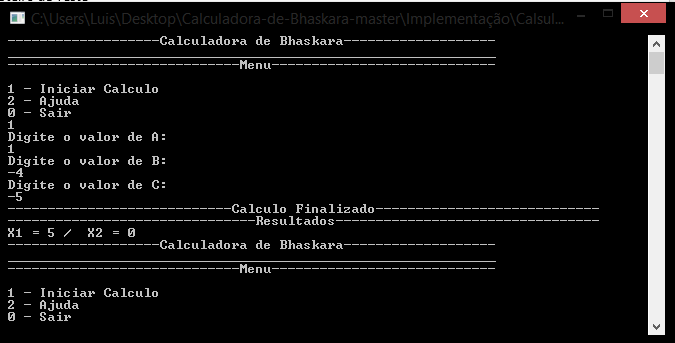 C:\Users\Luis\Desktop\Calculadora-de-Bhaskara-master\Implementação\Calsul...
-------------------Calculadora de Bhaskara-------------------
_____________________________________________________________
-----------------------------Menu----------------------------
1 - Iniciar Calculo
2 - Ajuda
0 - Sair
1
Digite o valor de A:
1
Digite o valor de B:
-4
Digite o valor de C:
-5
----------------------------Calculo Finalizado----------------------------
-------------------------------Resultados---------------------------------
X1 = 5 /  X2 = 0
-------------------Calculadora de Bhaskara-------------------
_____________________________________________________________
-----------------------------Menu----------------------------
1 - Iniciar Calculo
2 - Ajuda
0 - Sair